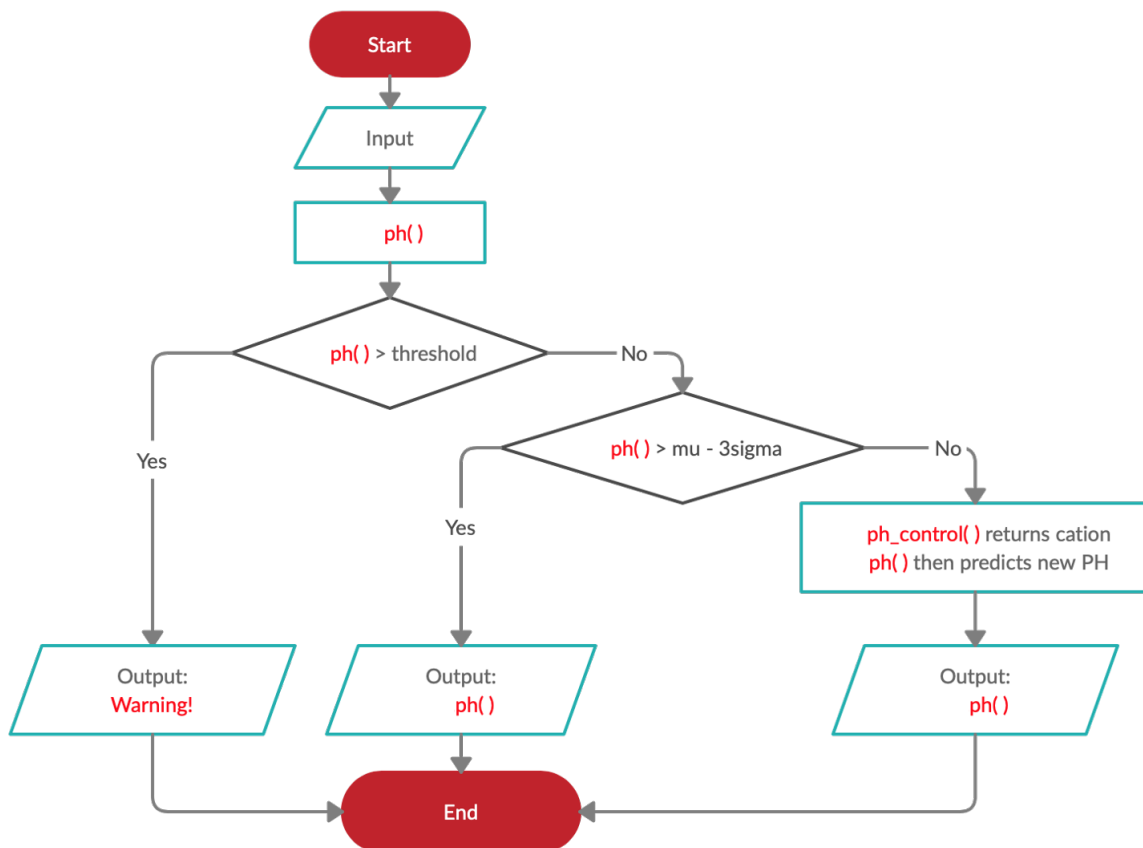 Start
Input
ph( )
ph( ) > threshold
No
Yes
ph( ) > mu - 3sigma
No
Yes
ph_control( ) returns cation
ph( ) then predicts new PH
Output:
Warning!
Output:
ph( )
Output:
ph( )
End